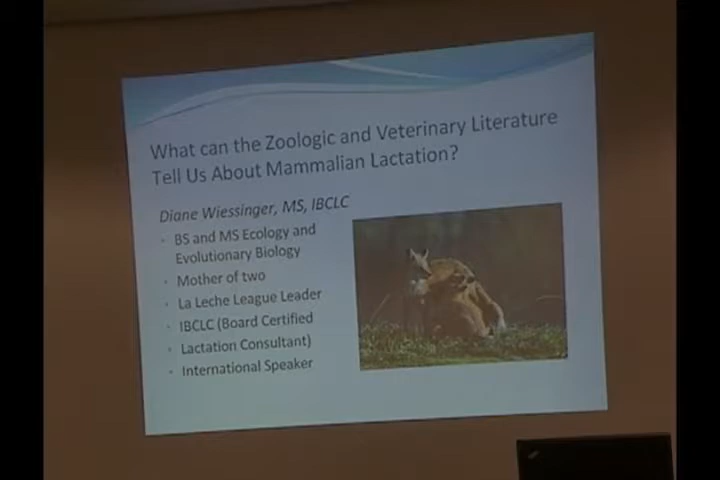 What can the Zoologic and Veterinary Literature
Tell Us About Mammalian Lactation?
Diane Wiessinger, MS, IBCLC
· BS and MS Ecology and
Evolutionary Biology
· Mother of two
· La Leche League Leader
· IBCLC (Board Certified
· Lactation Consultant)
· International Speaker